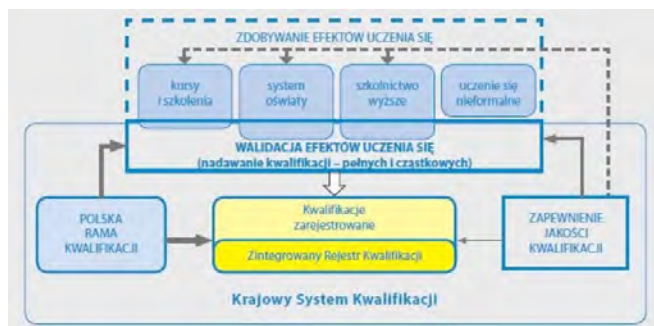 ZDOBYWANIE EFEKTÓW UCZENIA SIĘ
kursy
i szkolenia
system
oświaty
szkolnictwo
wyższe
uczenie się
nieformalne
WALIDACJA EFEKTÓW UCZENIA SIĘ
(nadawanie kwalifikacji – pełnych i cząstkowych)
POLSKA
RAMA
KWALIFIKACJI
Kwalifikacje
zarejestrowane
Zintegrowany Rejestr Kwalifikacji
ZAPEWNIENIE
JAKOŚCI
KWALIFIKACJI
Krajowy System Kwalifikacji